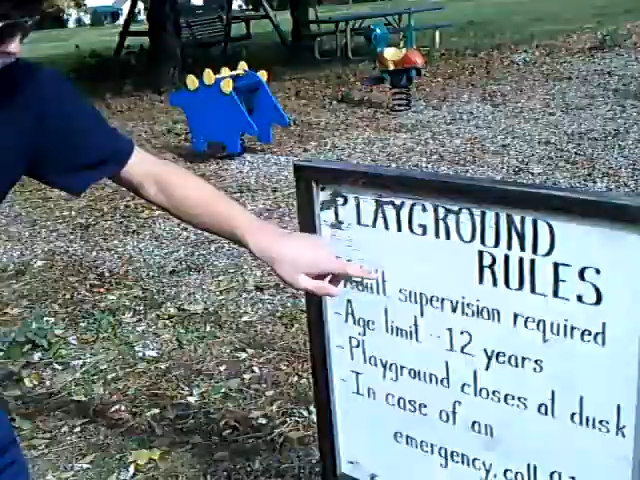 PLAYGROUND
RULES
Adult supervision required
-Age limit - 12 years
-Playground closes at dusk
-In case of an
emergency, call